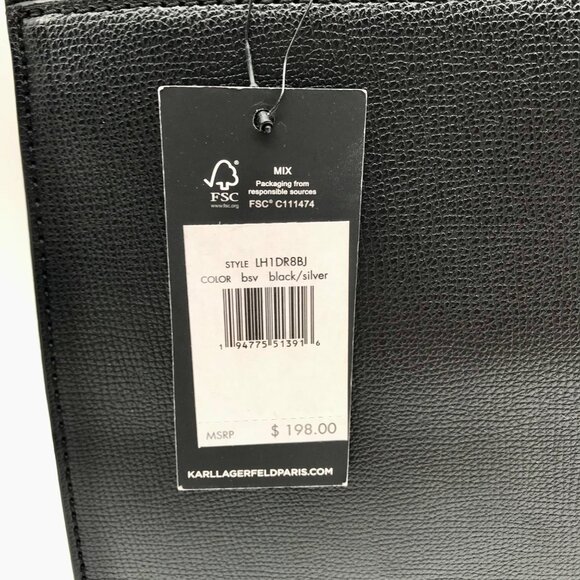 MIX
Packaging from
responsible sources
FSC® C111474
FSC
www.fsc.org
STYLE LH1DR8BJ
COLOR bsv black/silver
1 94775 51391 6
MSRP $ 198.00
KARLLAGERFELDPARIS.COM